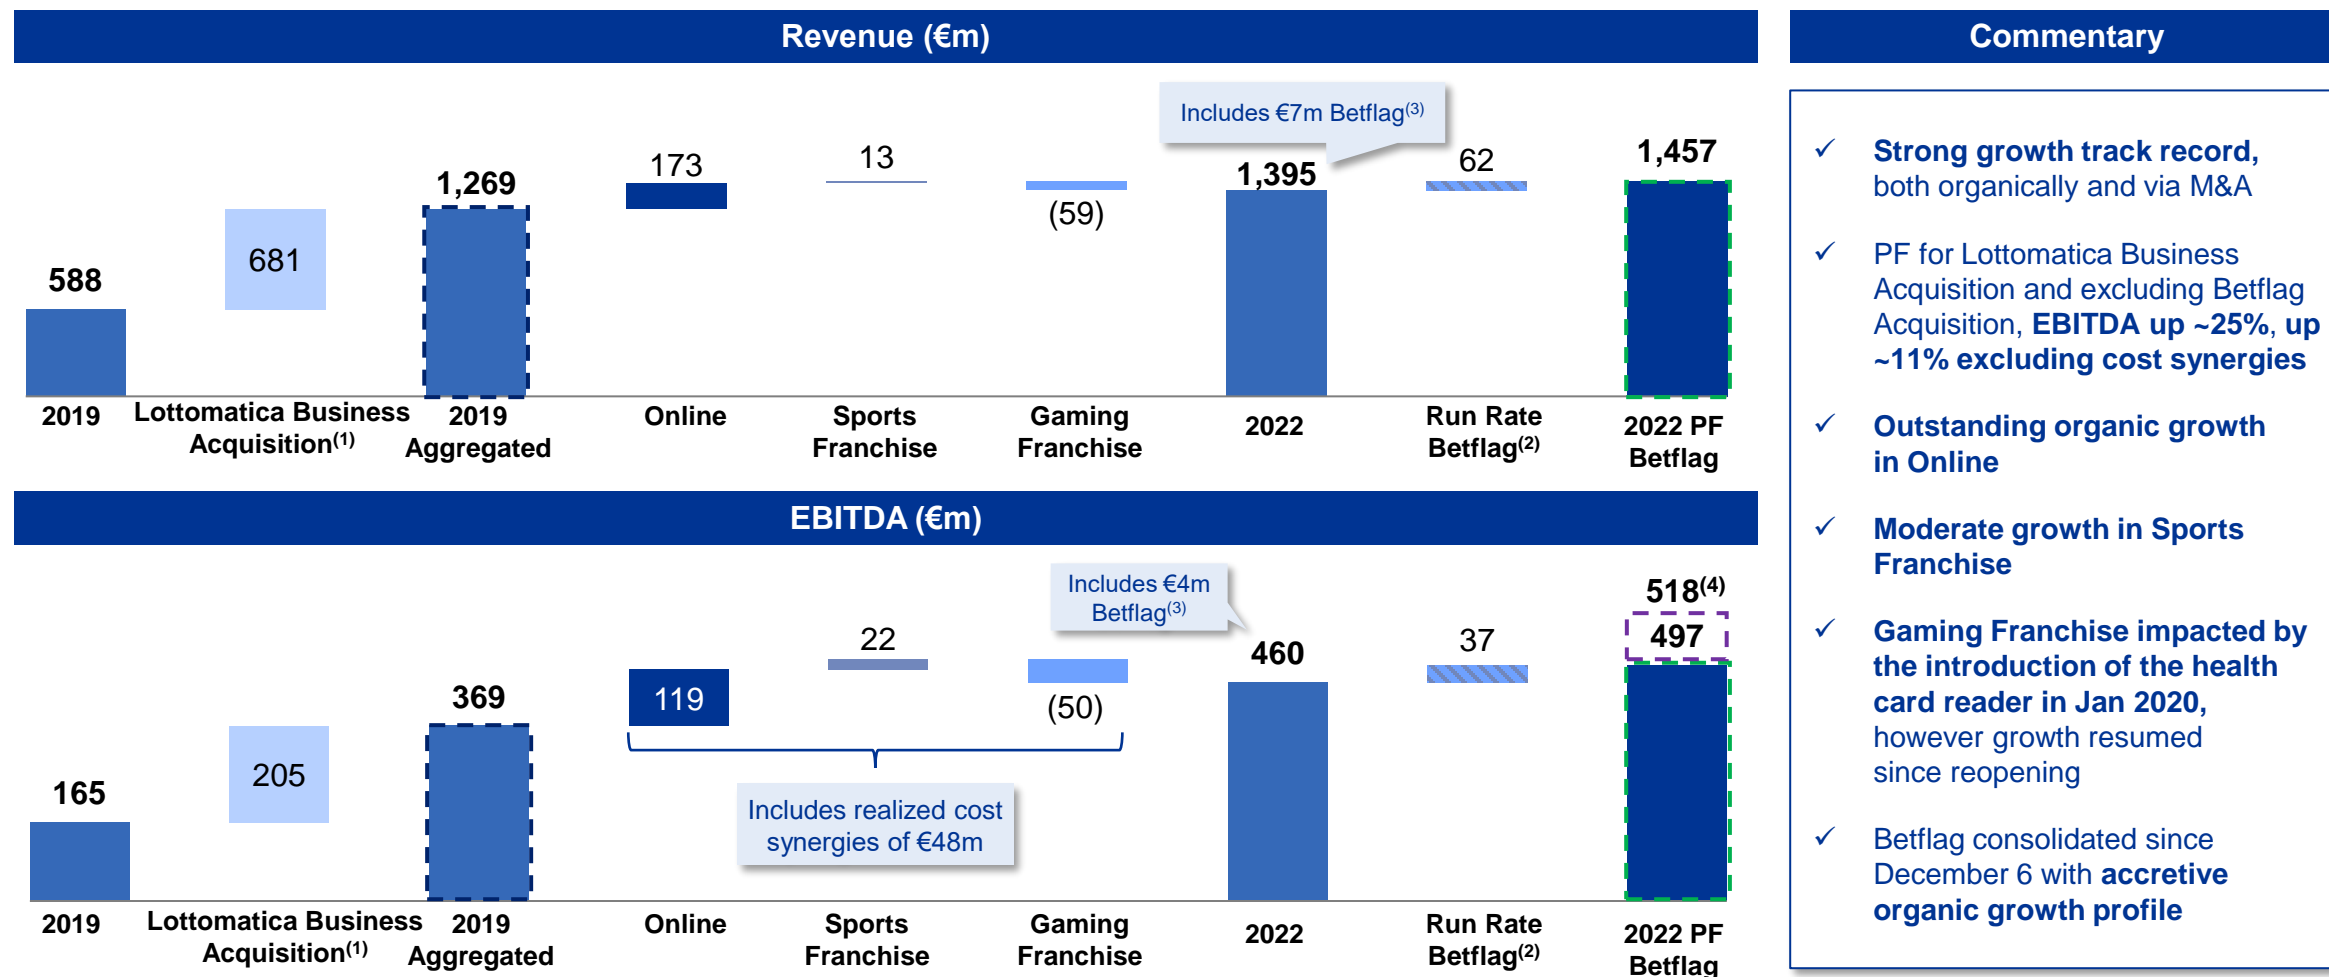 Revenue (€m)
Includes €7m Betflag(3)
588
681
1,269
173
13
(59)
1,395
62
1,457
2019
Lottomatica Business
Acquisition(1)
2019
Aggregated
Online
Sports
Franchise
Gaming
Franchise
2022
Run Rate
Betflag(2)
2022 PF
Betflag
EBITDA (€m)
Includes €4m
Betflag(3)
165
205
369
119
22
(50)
460
37
518(4)
497
Includes realized cost
synergies of €48m
2019
Lottomatica Business
Acquisition(1)
2019
Aggregated
Online
Sports
Franchise
Gaming
Franchise
2022
Run Rate
Betflag(2)
2022 PF
Betflag
Commentary
✓ Strong growth track record,
both organically and via M&A
✓ PF for Lottomatica Business
Acquisition and excluding Betflag
Acquisition, EBITDA up ~25%, up
~11% excluding cost synergies
✓ Outstanding organic growth
in Online
✓ Moderate growth in Sports
Franchise
✓ Gaming Franchise impacted by
the introduction of the health
card reader in Jan 2020,
however growth resumed
since reopening
✓ Betflag consolidated since
December 6 with accretive
organic growth profile